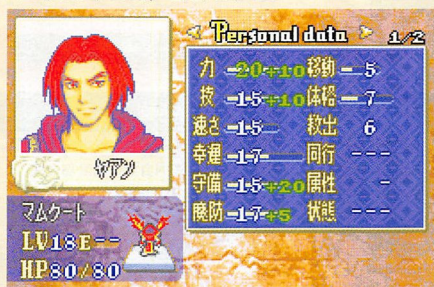 Personal data 1/2
力 20+10 移動 5
技 15+10 体格 7
速さ 15 救出 6
幸運 17 同行 ---
守備 15+20 属性 -
魔防 17+5 状態 ---
ヤアン
マムクート
LV18 E--
HP80/80